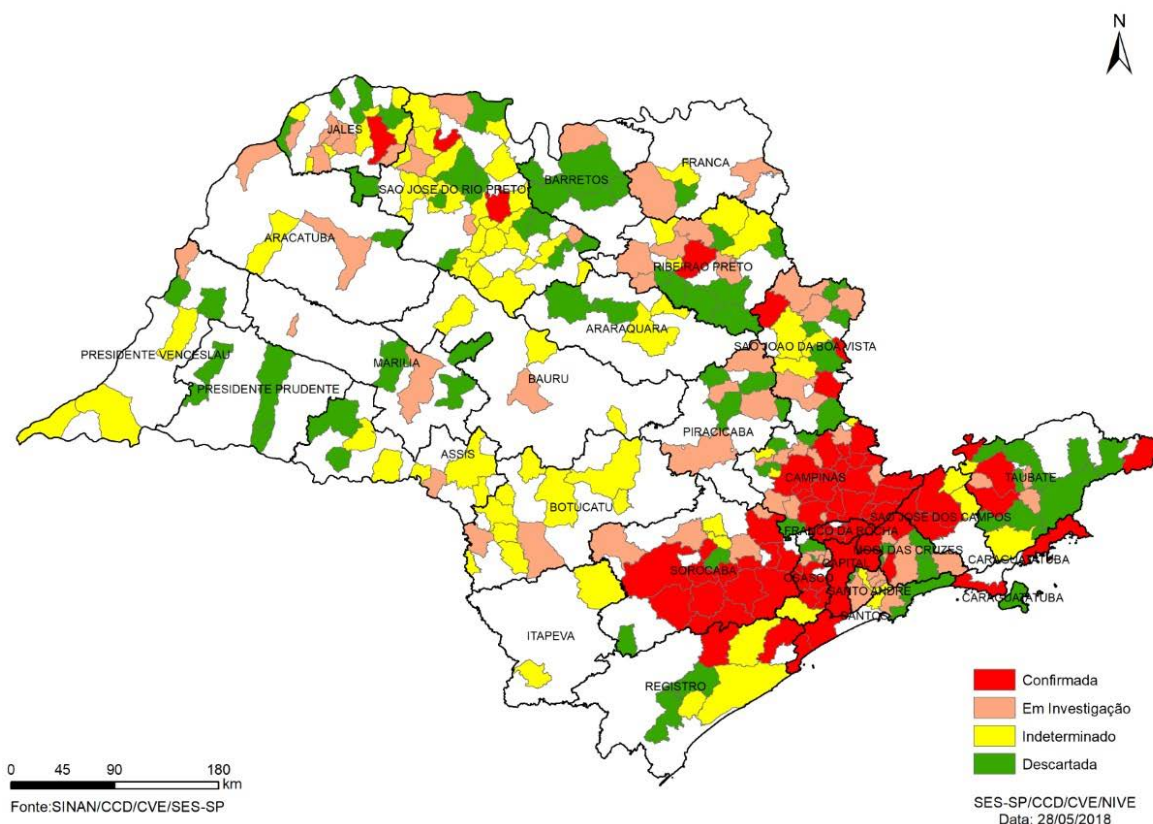 N
JALES
FRANCA
BARRETOS
SAO JOSE DO RIO PRETO
ARACATUBA
RIBEIRAO PRETO
ARARAQUARA
SAO JOAO DA BOA VISTA
PRESIDENTE VENCESLAU
MARILIA
BAURU
PRESIDENTE PRUDENTE
PIRACICABA
ASSIS
CAMPINAS
TAUBATE
BOTUCATU
SAO JOSE DOS CAMPOS
FRANCO DA ROCHA
MOGI DAS CRUZES
CAPITAL
CARAGUATATUBA
SOROCABA
OSASCO
SANTO ANDRE
CARAGUATATUBA
SANTOS
ITAPEVA
REGISTRO
Confirmada
Em Investigação
Indeterminado
Descartada
0 45 90 180
km
Fonte:SINAN/CCD/CVE/SES-SP
SES-SP/CCD/CVE/NIVE
Data: 28/05/2018